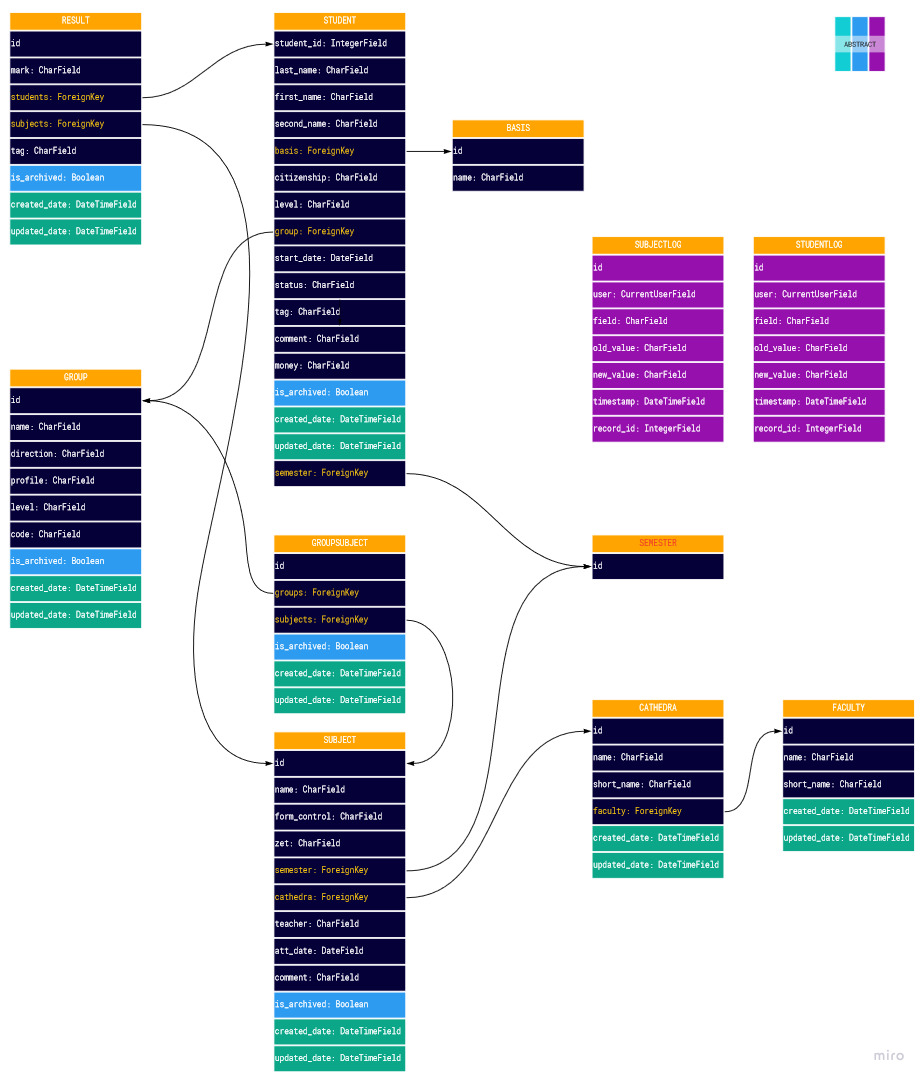 RESULT
id
mark: CharField
students: ForeignKey
subjects: ForeignKey
tag: CharField
is_archived: Boolean
created_date: DateTimeField
updated_date: DateTimeField
STUDENT
student_id: IntegerField
last_name: CharField
first_name: CharField
second_name: CharField
basis: ForeignKey
citizenship: CharField
level: CharField
group: ForeignKey
start_date: DateField
status: CharField
tag: CharField
comment: CharField
money: CharField
is_archived: Boolean
created_date: DateTimeField
updated_date: DateTimeField
semester: ForeignKey
ABSTRACT
BASIS
id
name: CharField
SUBJECTLOG
id
user: CurrentUserField
field: CharField
old_value: CharField
new_value: CharField
timestamp: DateTimeField
record_id: IntegerField
STUDENTLOG
id
user: CurrentUserField
field: CharField
old_value: CharField
new_value: CharField
timestamp: DateTimeField
record_id: IntegerField
GROUP
id
name: CharField
direction: CharField
profile: CharField
level: CharField
code: CharField
is_archived: Boolean
created_date: DateTimeField
updated_date: DateTimeField
GROUPSUBJECT
id
groups: ForeignKey
subjects: ForeignKey
is_archived: Boolean
created_date: DateTimeField
updated_date: DateTimeField
SEMESTER
id
SUBJECT
id
name: CharField
form_control: CharField
zet: CharField
semester: ForeignKey
cathedra: ForeignKey
teacher: CharField
att_date: DateField
comment: CharField
is_archived: Boolean
created_date: DateTimeField
updated_date: DateTimeField
CATHEDRA
id
name: CharField
short_name: CharField
faculty: ForeignKey
created_date: DateTimeField
updated_date: DateTimeField
FACULTY
id
name: CharField
short_name: CharField
created_date: DateTimeField
updated_date: DateTimeField
miro